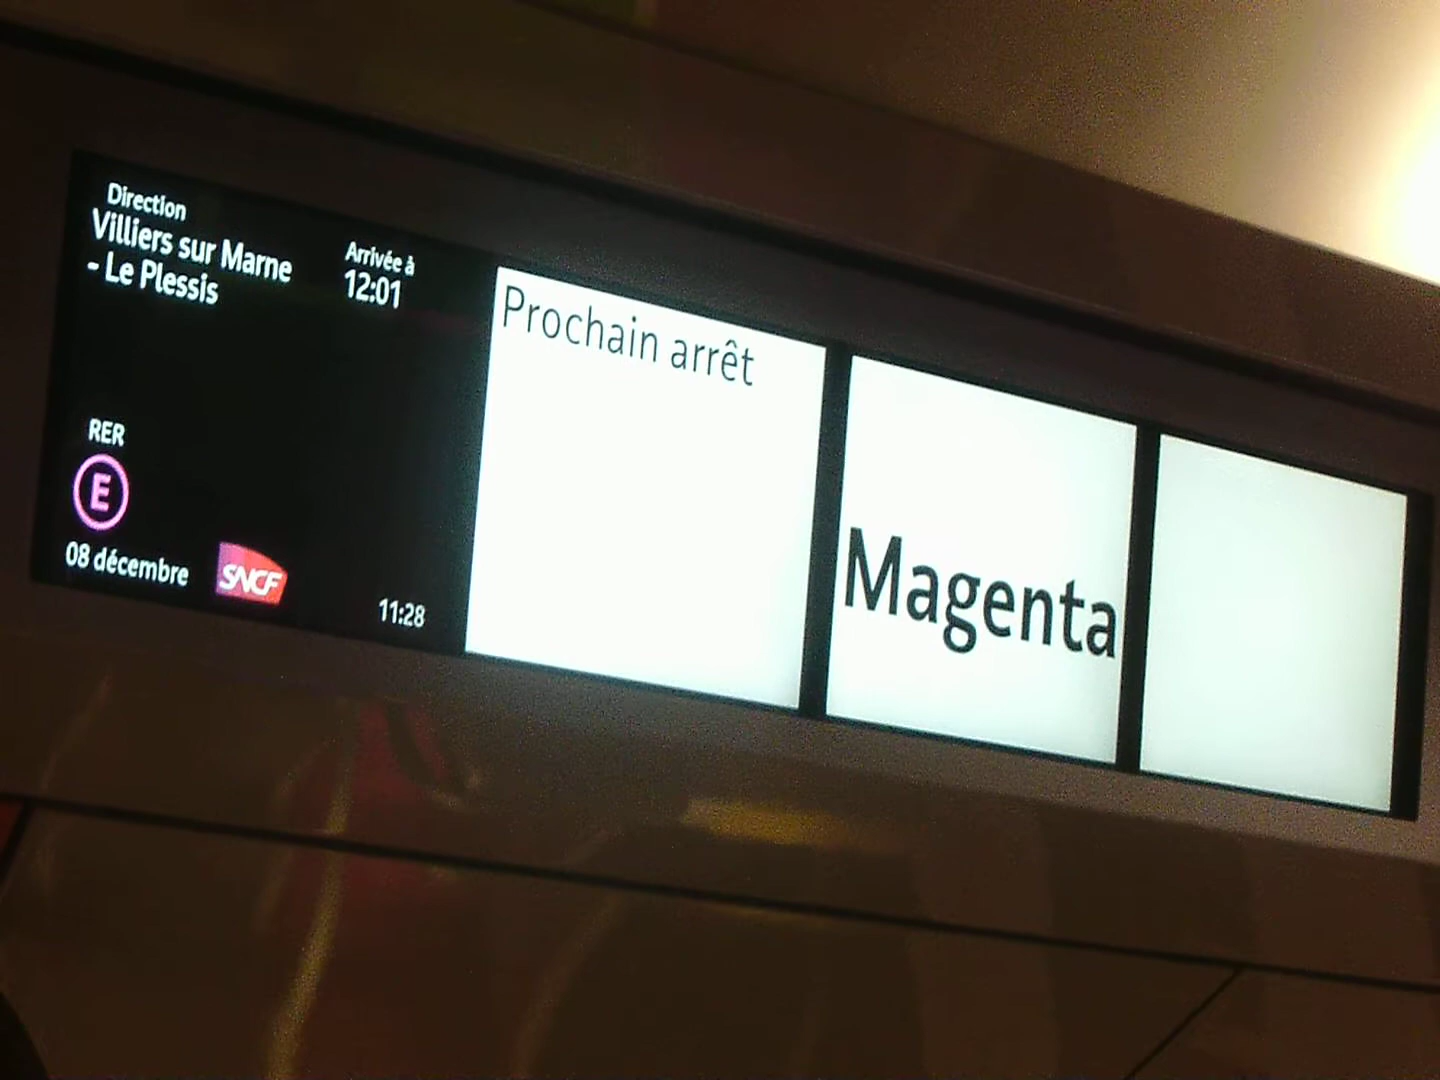 Direction
Villiers sur Marne
- Le Plessis
Arrivée à
12:01
RER
E
08 décembre
SNCF
11:28
Prochain arrêt
Magenta